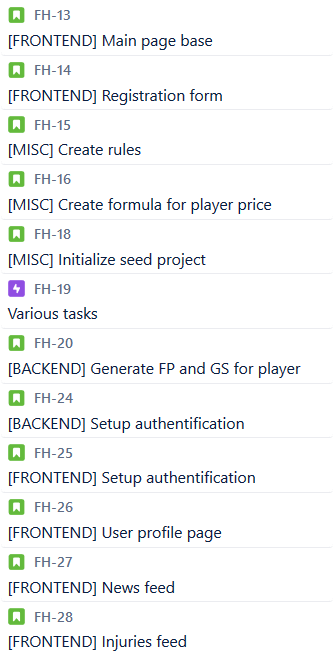 FH-13
[FRONTEND] Main page base
FH-14
[FRONTEND] Registration form
FH-15
[MISC] Create rules
FH-16
[MISC] Create formula for player price
FH-18
[MISC] Initialize seed project
FH-19
Various tasks
FH-20
[BACKEND] Generate FP and GS for player
FH-24
[BACKEND] Setup authentification
FH-25
[FRONTEND] Setup authentification
FH-26
[FRONTEND] User profile page
FH-27
[FRONTEND] News feed
FH-28
[FRONTEND] Injuries feed